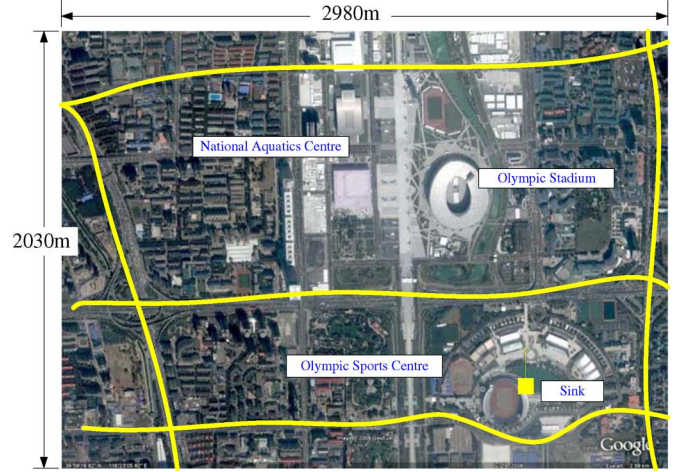 2980m
National Aquatics Centre
Olympic Stadium
2030m
Olympic Sports Centre
Sink
Google